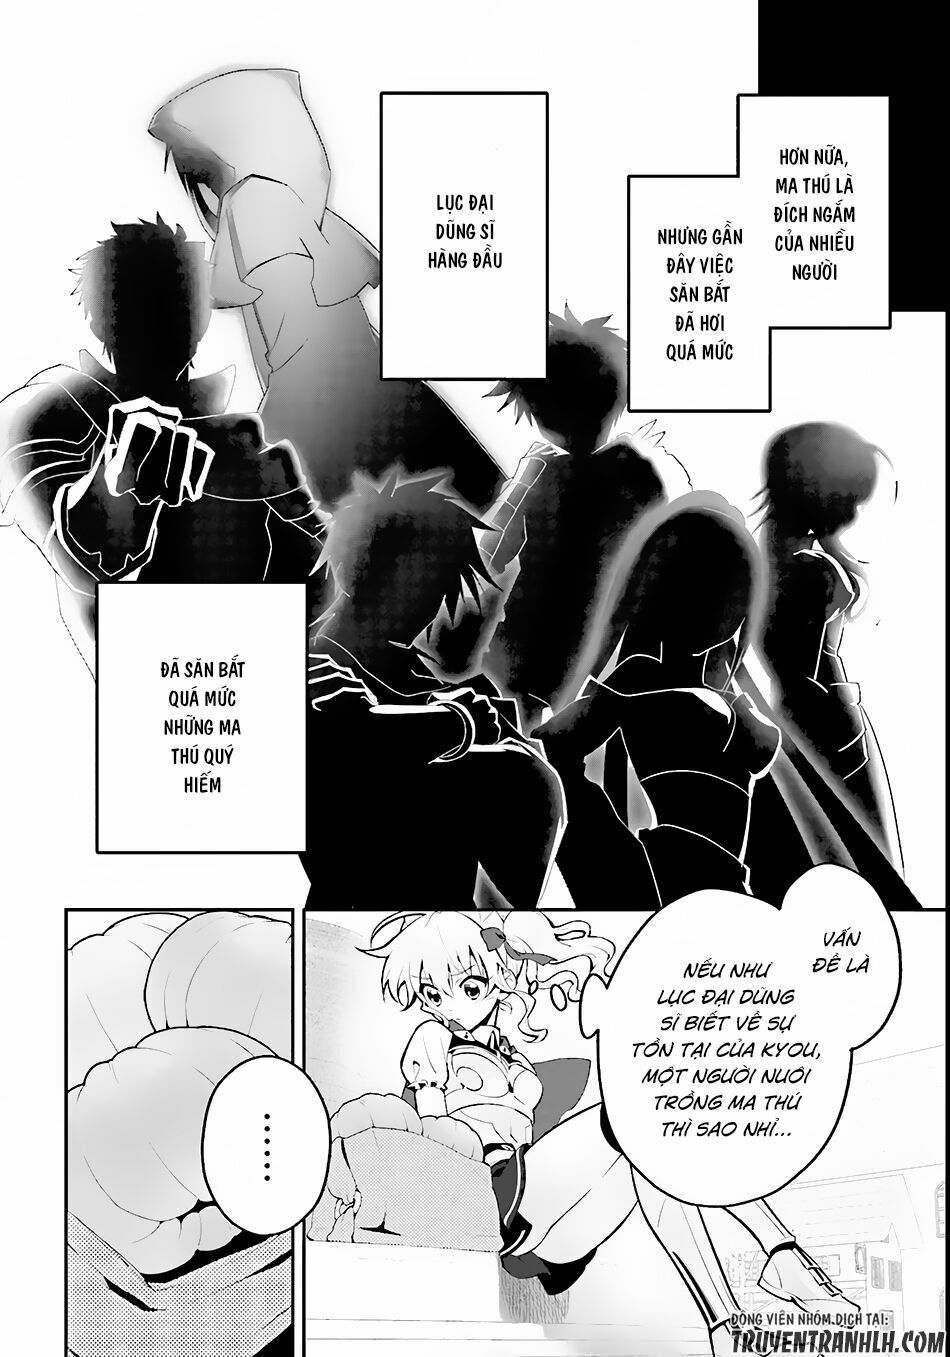 HƠN NỮA,
MA THÚ LÀ
ĐÍCH NGẮM
CỦA NHIỀU
NGƯỜI
NHƯNG GẦN
ĐÂY VIỆC
SĂN BẮT
ĐÃ HƠI
QUÁ MỨC
LỤC ĐẠI
DŨNG SĨ
HÀNG ĐẦU
ĐÃ SĂN BẮT
QUÁ MỨC
NHỮNG MA
THÚ QUÝ
HIẾM
VẤN
ĐỀ LÀ
NẾU NHƯ
LỤC ĐẠI DŨNG
SĨ BIẾT VỀ SỰ
TỒN TẠI CỦA KYOU,
MỘT NGƯỜI NUÔI
TRỒNG MA THÚ
THÌ SAO NHỈ...
......
ĐỘNG VIÊN NHÓM DỊCH TẠI:
TRUYENTRANHLH.COM